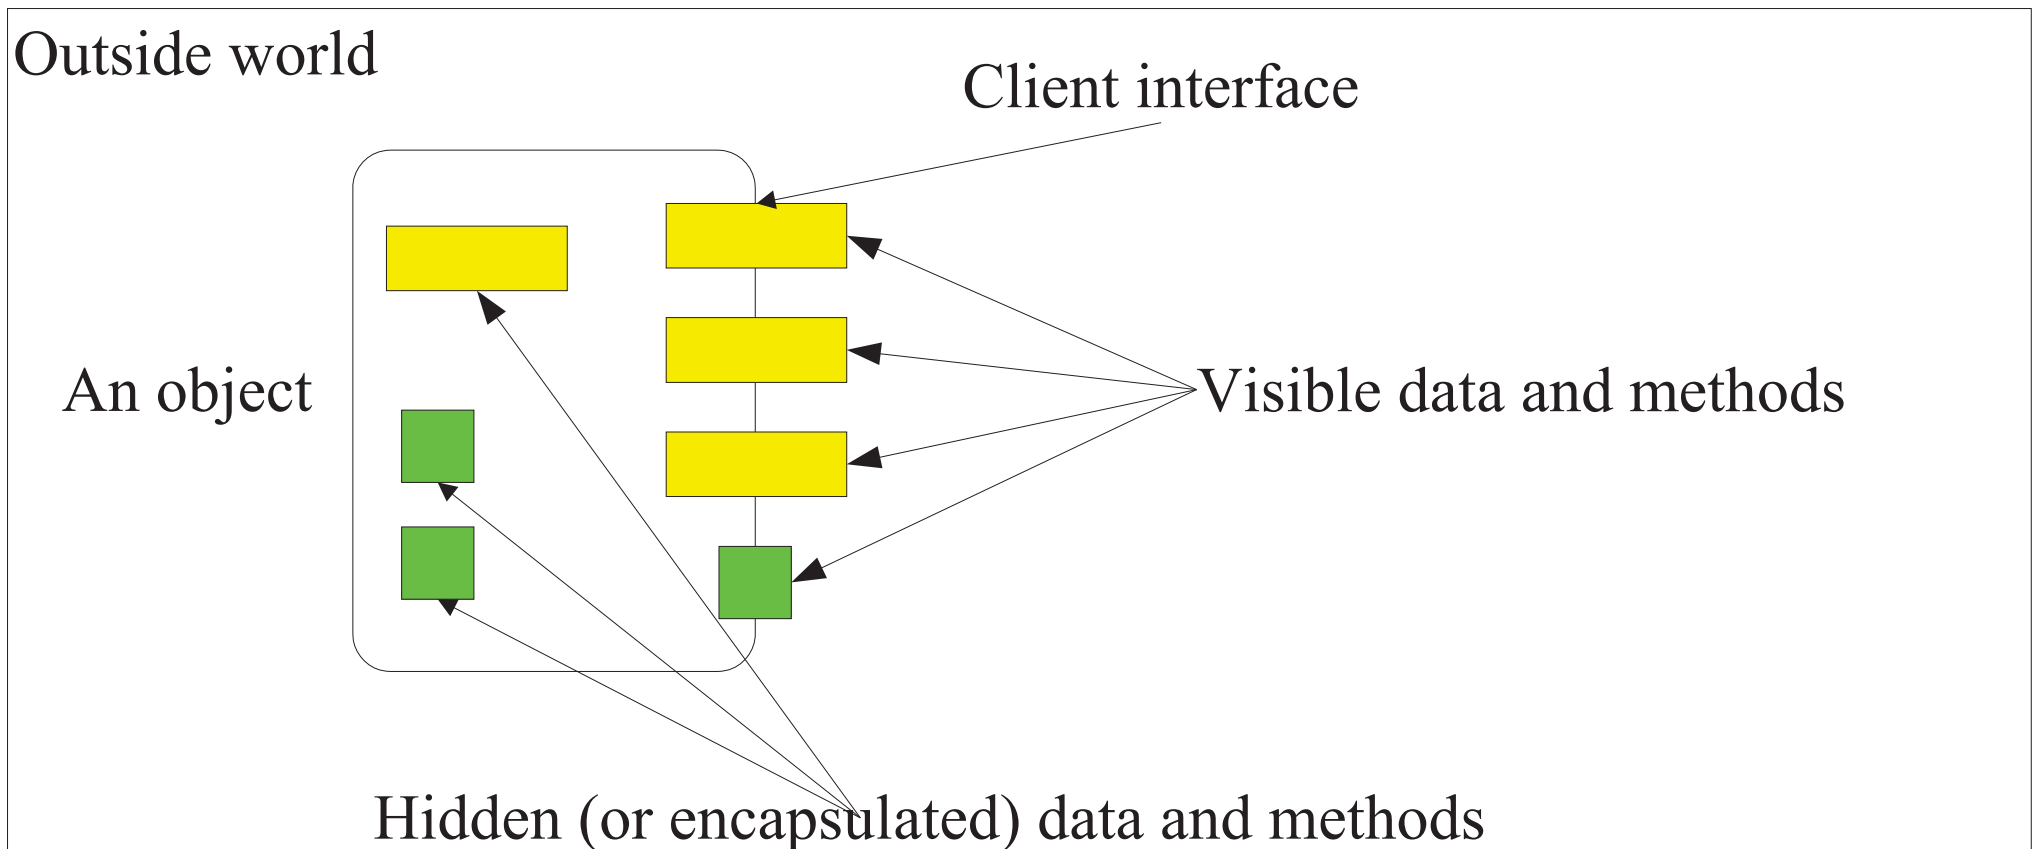 Outside world
Client interface
An object
Visible data and methods
Hidden (or encapsulated) data and methods